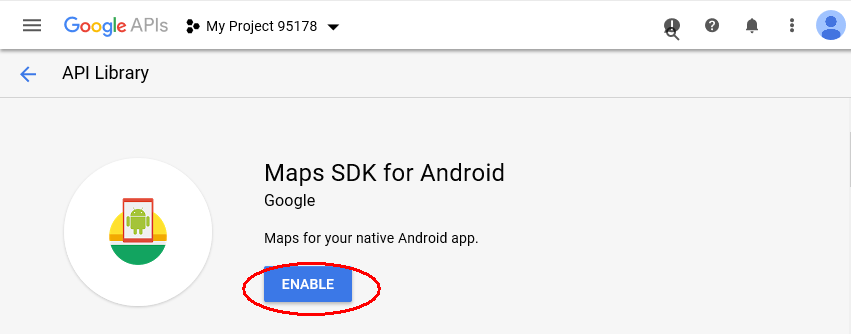 Google APIs My Project 95178
API Library
Maps SDK for Android
Google
Maps for your native Android app.
ENABLE